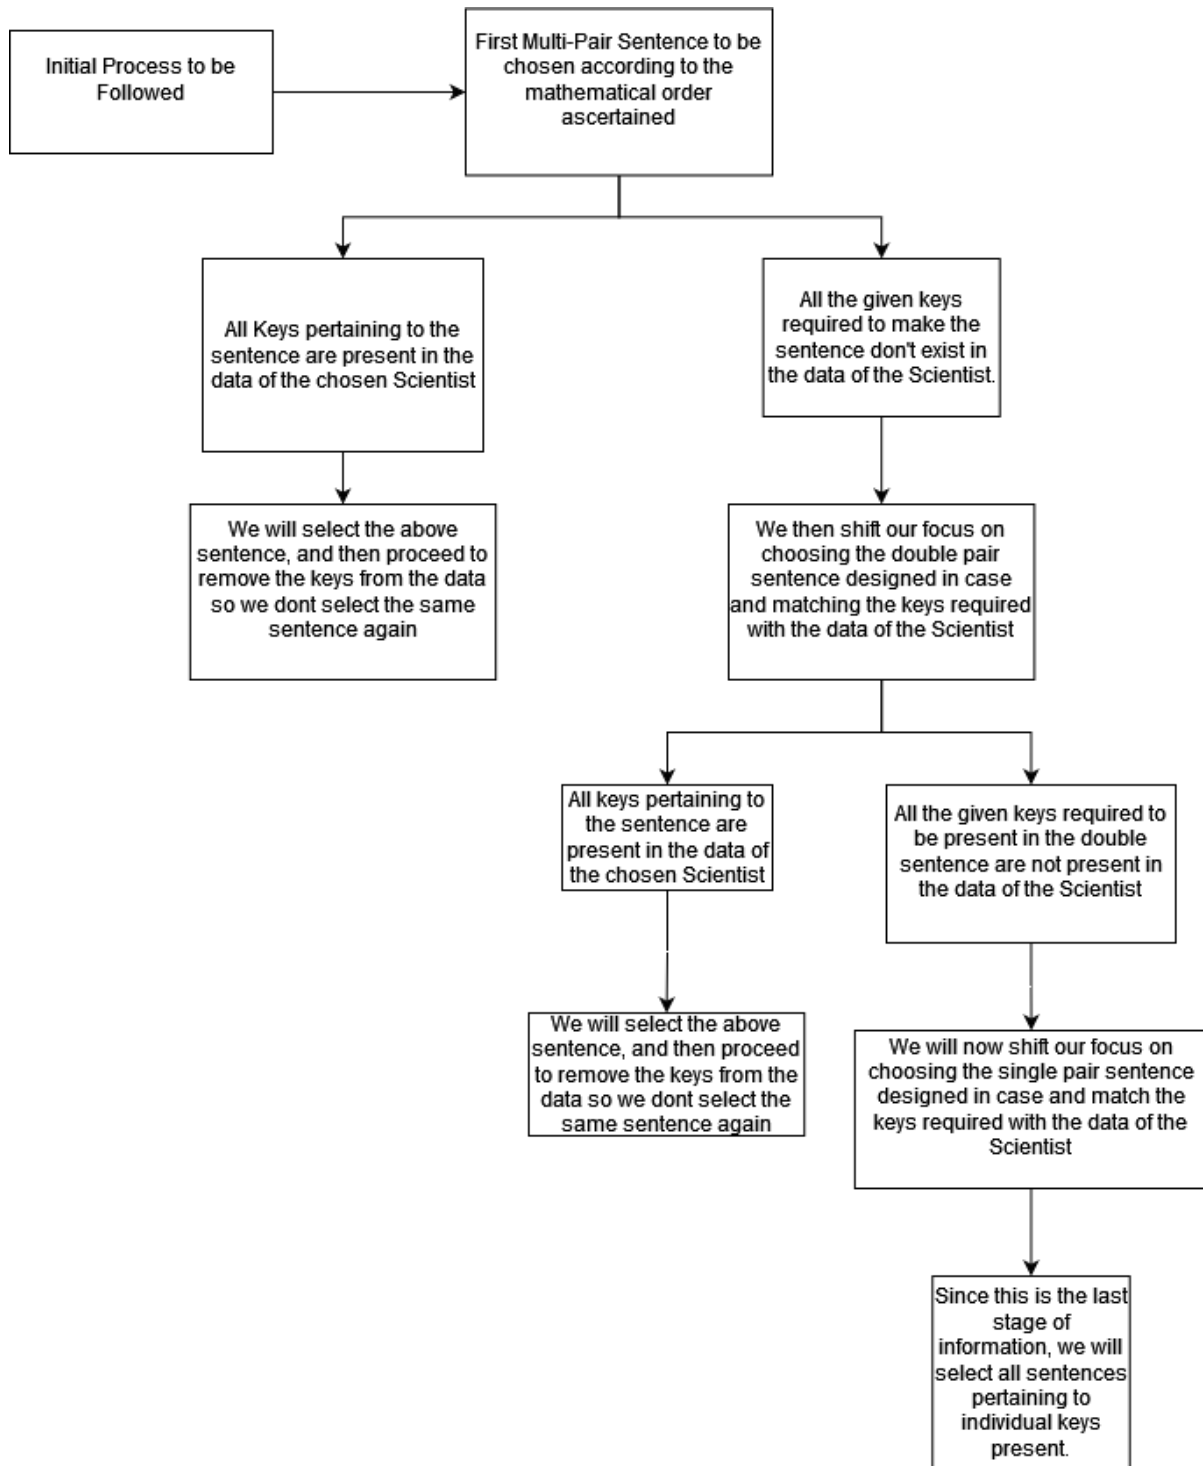 Initial Process to be
Followed
First Multi-Pair Sentence to be
chosen according to the
mathematical order
ascertained
All Keys pertaining to the
sentence are present in the
data of the chosen Scientist
All the given keys
required to make the
sentence don't exist in
the data of the Scientist.
We will select the above
sentence, and then proceed to
remove the keys from the data
so we dont select the same
sentence again
We then shift our focus on
choosing the double pair
sentence designed in case
and matching the keys required
with the data of the Scientist
All keys pertaining to
the sentence are
present in the data of
the chosen Scientist
All the given keys required to
be present in the double
sentence are not present in
the data of the Scientist
We will select the above
sentence, and then proceed
to remove the keys from the
data so we dont select the
same sentence again
We will now shift our focus on
choosing the single pair sentence
designed in case and match the
keys required with the data of the
Scientist
Since this is the last
stage of
information, we will
select all sentences
pertaining to
individual keys
present.